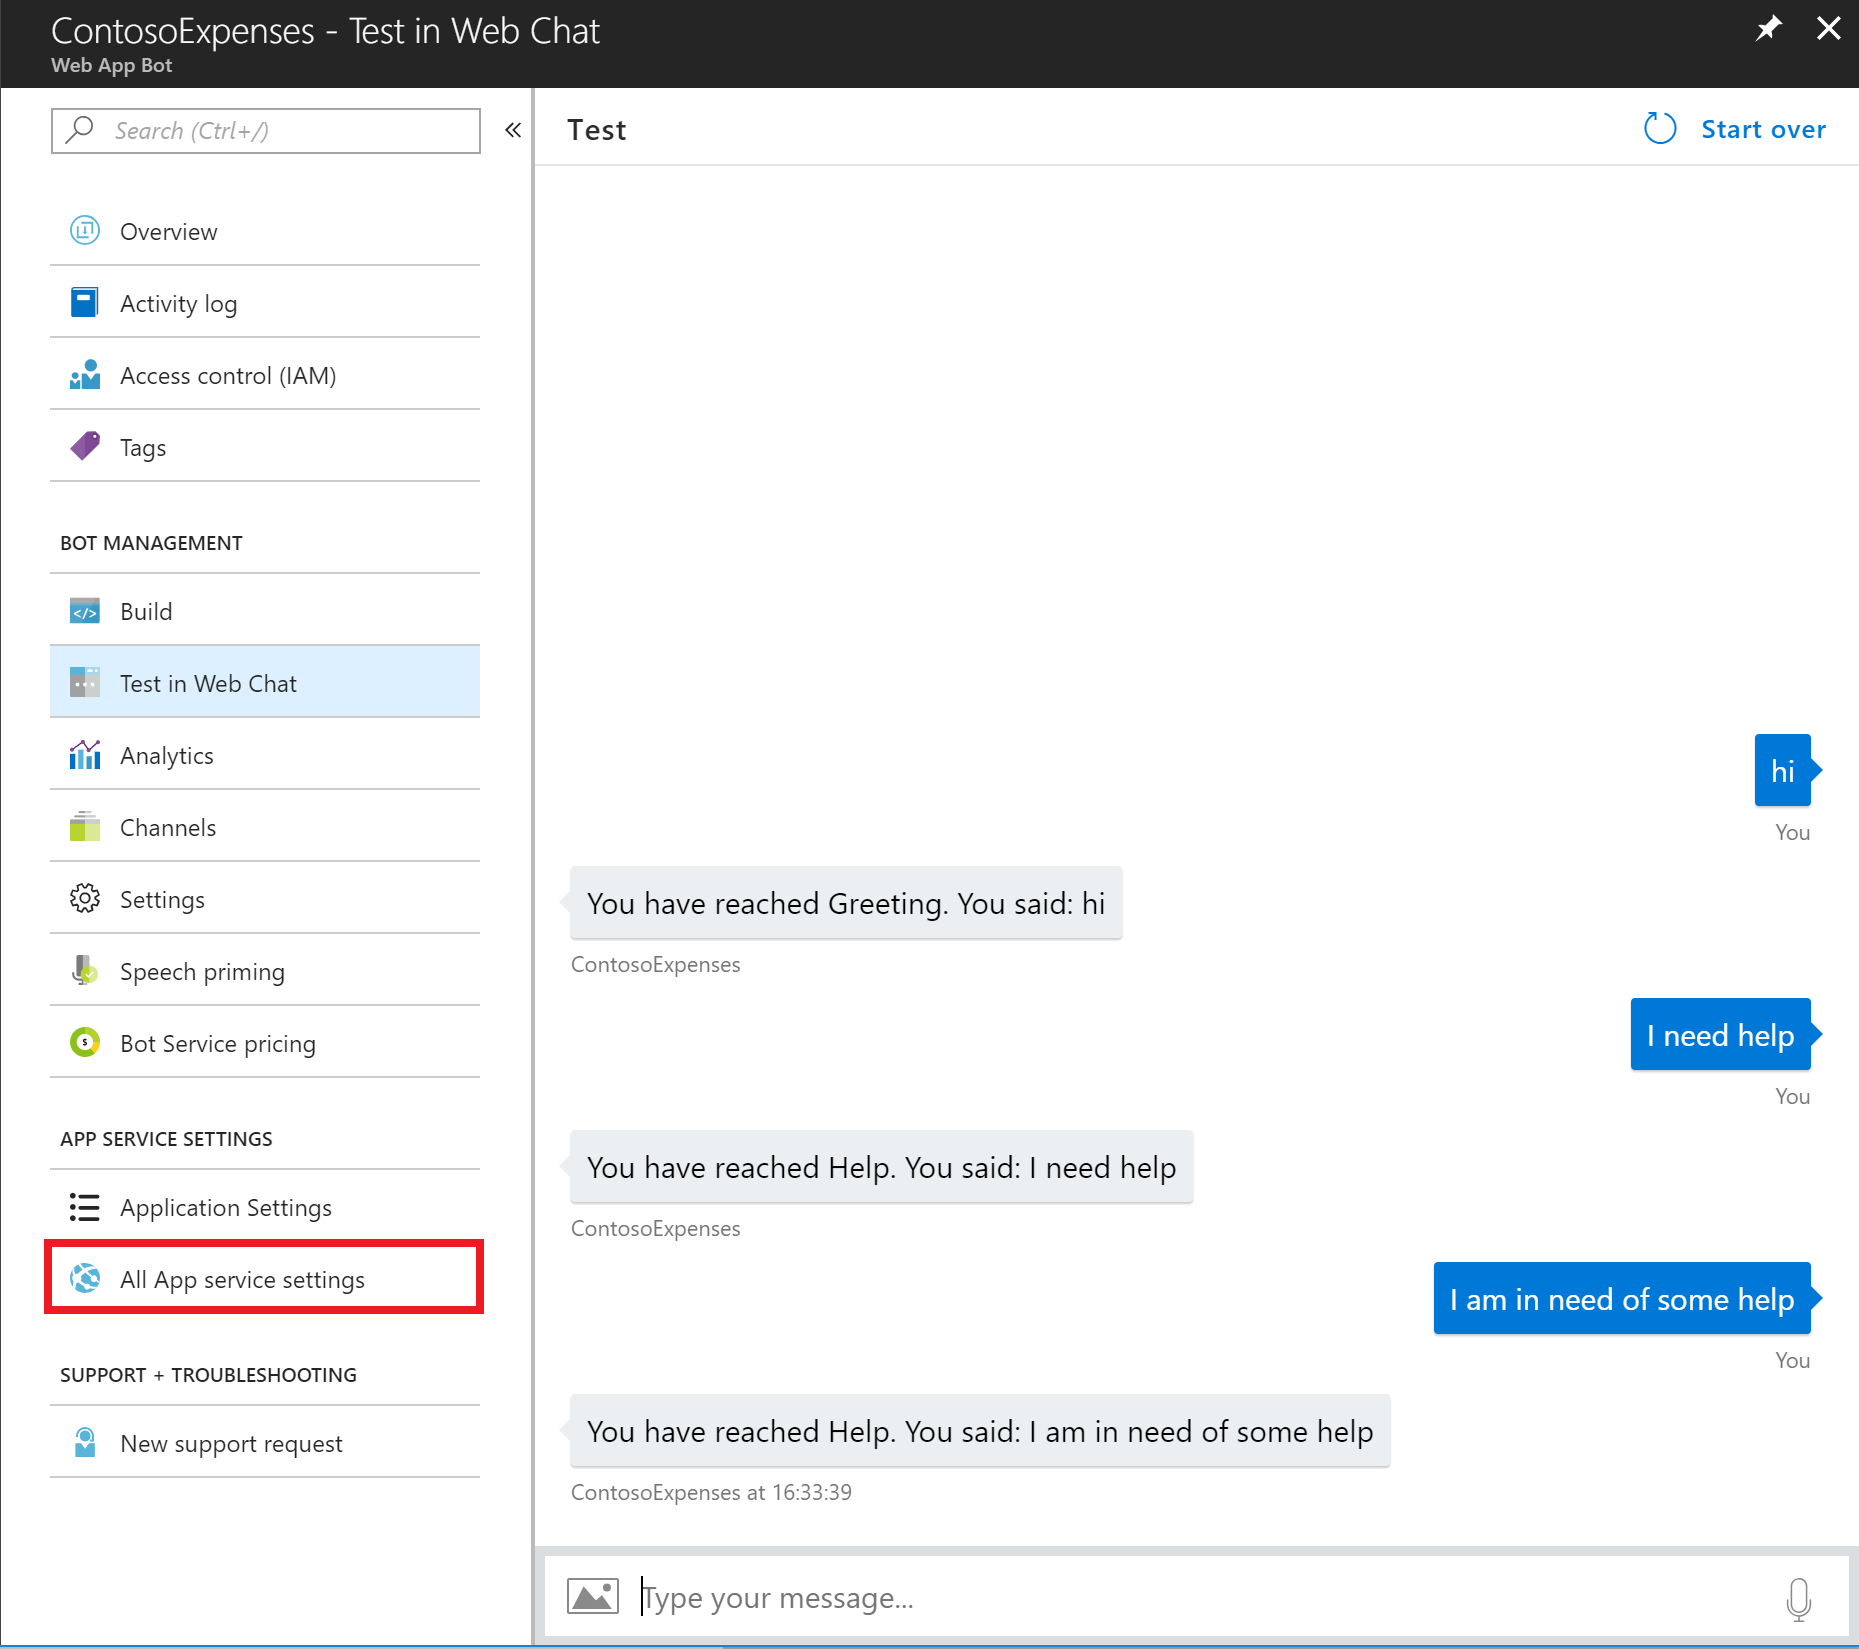 ContosoExpenses - Test in Web Chat
Web App Bot
Search (Ctrl+/)
«
Overview
Activity log
Access control (IAM)
Tags
BOT MANAGEMENT
</>
Build
Test in Web Chat
Analytics
Channels
Settings
Speech priming
$
Bot Service pricing
APP SERVICE SETTINGS
Application Settings
All App service settings
SUPPORT + TROUBLESHOOTING
New support request
Test
Start over
hi
You
You have reached Greeting. You said: hi
ContosoExpenses
I need help
You
You have reached Help. You said: I need help
ContosoExpenses
I am in need of some help
You
You have reached Help. You said: I am in need of some help
ContosoExpenses at 16:33:39
Type your message...